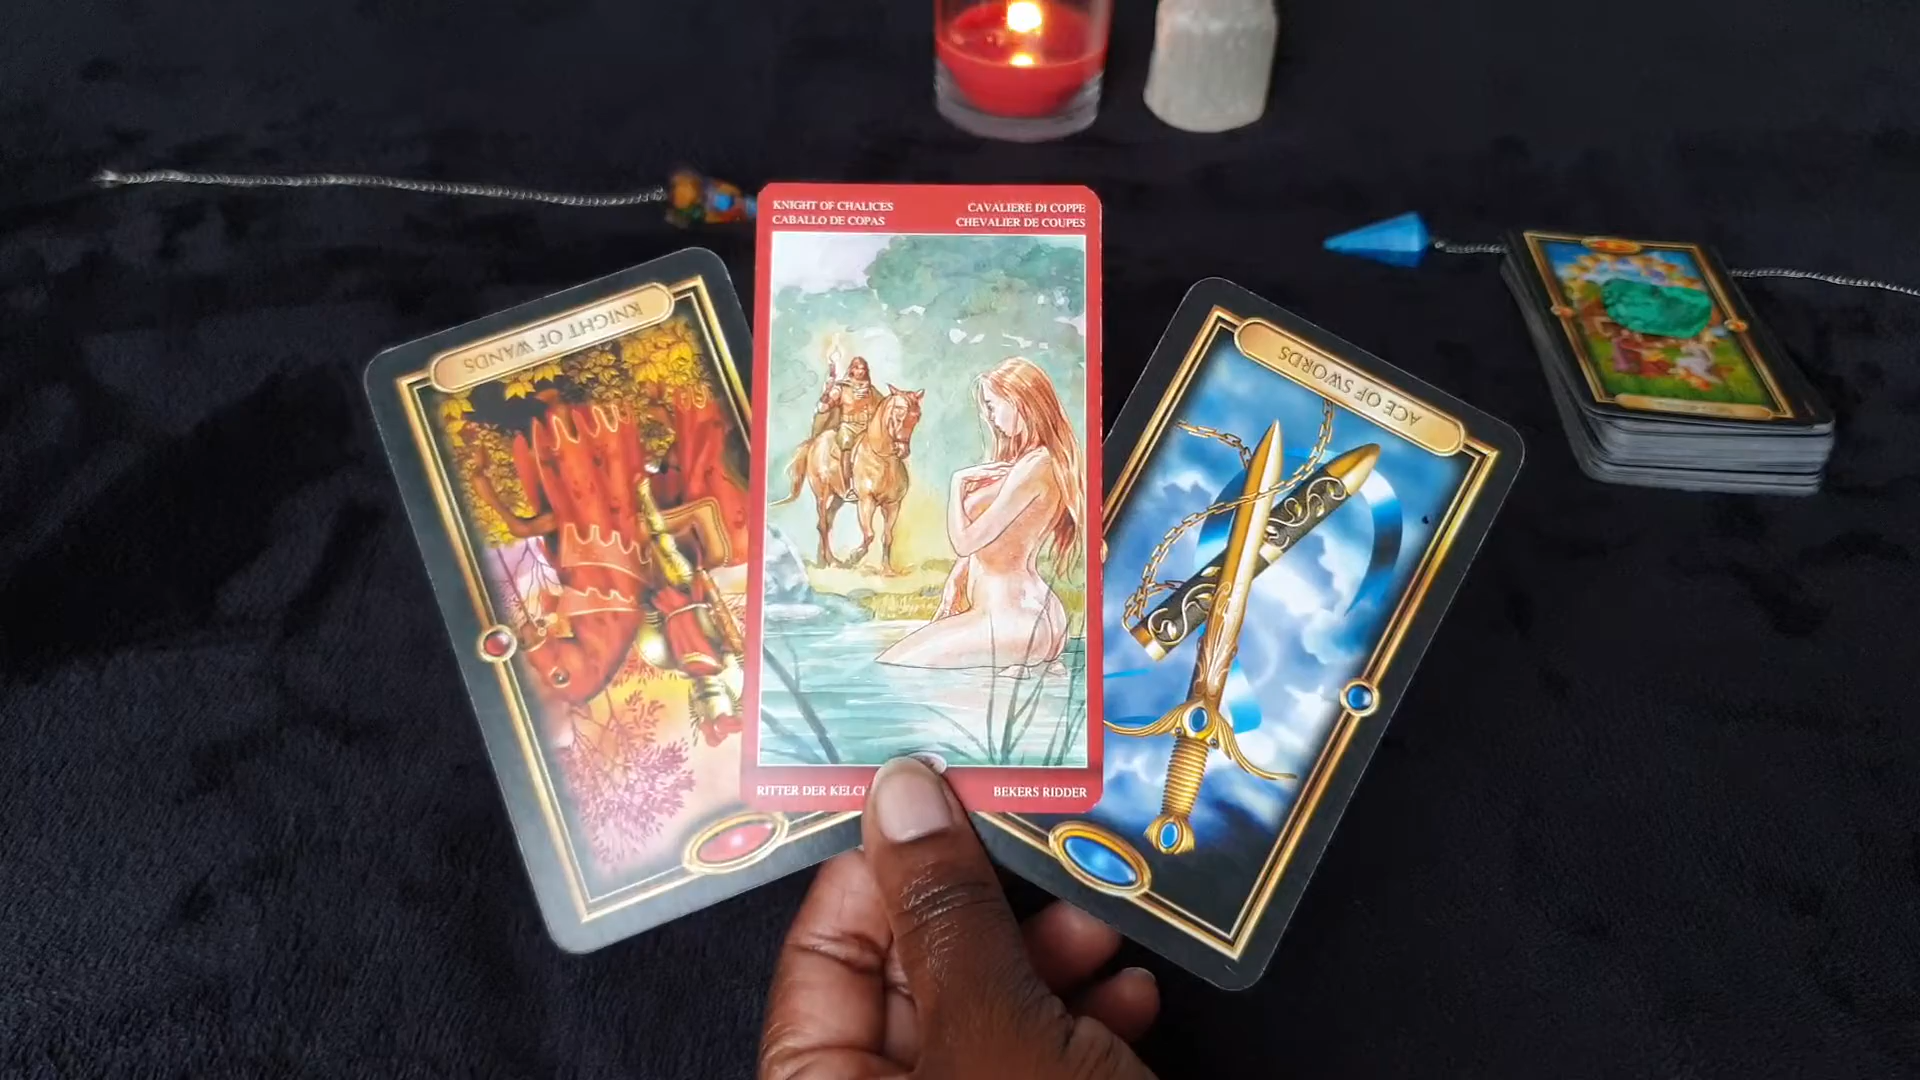 KNIGHT OF CHALICES
CAVALIERE DI COPPE
CABALLO DE COPAS
CHEVALIER DE COUPES
KNIGHT OF WANDS
ACE OF SWORDS
RITTER DER KELCH
BEKERS RIDDER